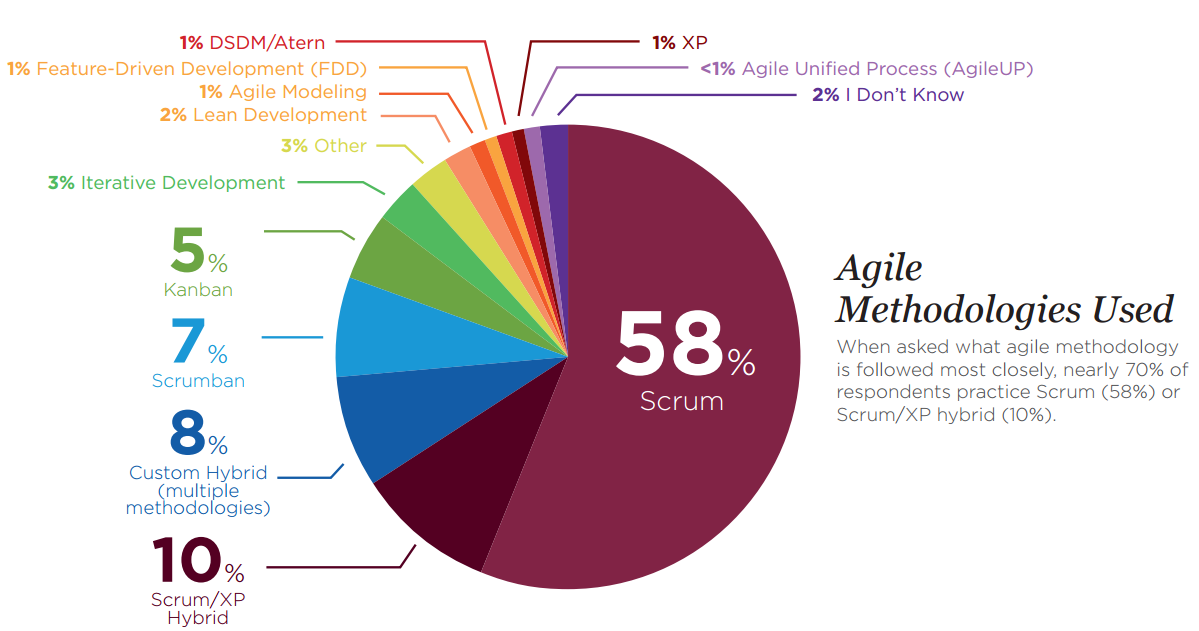 1% DSDM/Atern
1% XP
1% Feature-Driven Development (FDD)
<1% Agile Unified Process (AgileUP)
1% Agile Modeling
2% I Don’t Know
2% Lean Development
3% Other
3% Iterative Development
5%
Kanban
7%
Scrumban
8%
Custom Hybrid
(multiple
methodologies)
10%
Scrum/XP
Hybrid
58%
Scrum
Agile
Methodologies Used
When asked what agile methodology
is followed most closely, nearly 70% of
respondents practice Scrum (58%) or
Scrum/XP hybrid (10%).